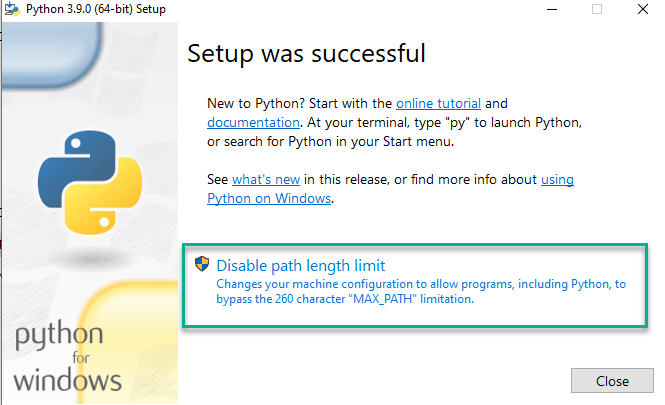 Python 3.9.0 (64-bit) Setup
Setup was successful
New to Python? Start with the online tutorial and
documentation. At your terminal, type "py" to launch Python,
or search for Python in your Start menu.
See what's new in this release, or find more info about using
Python on Windows.
Disable path length limit
Changes your machine configuration to allow programs, including Python, to
bypass the 260 character "MAX_PATH" limitation.
python
for
windows
Close